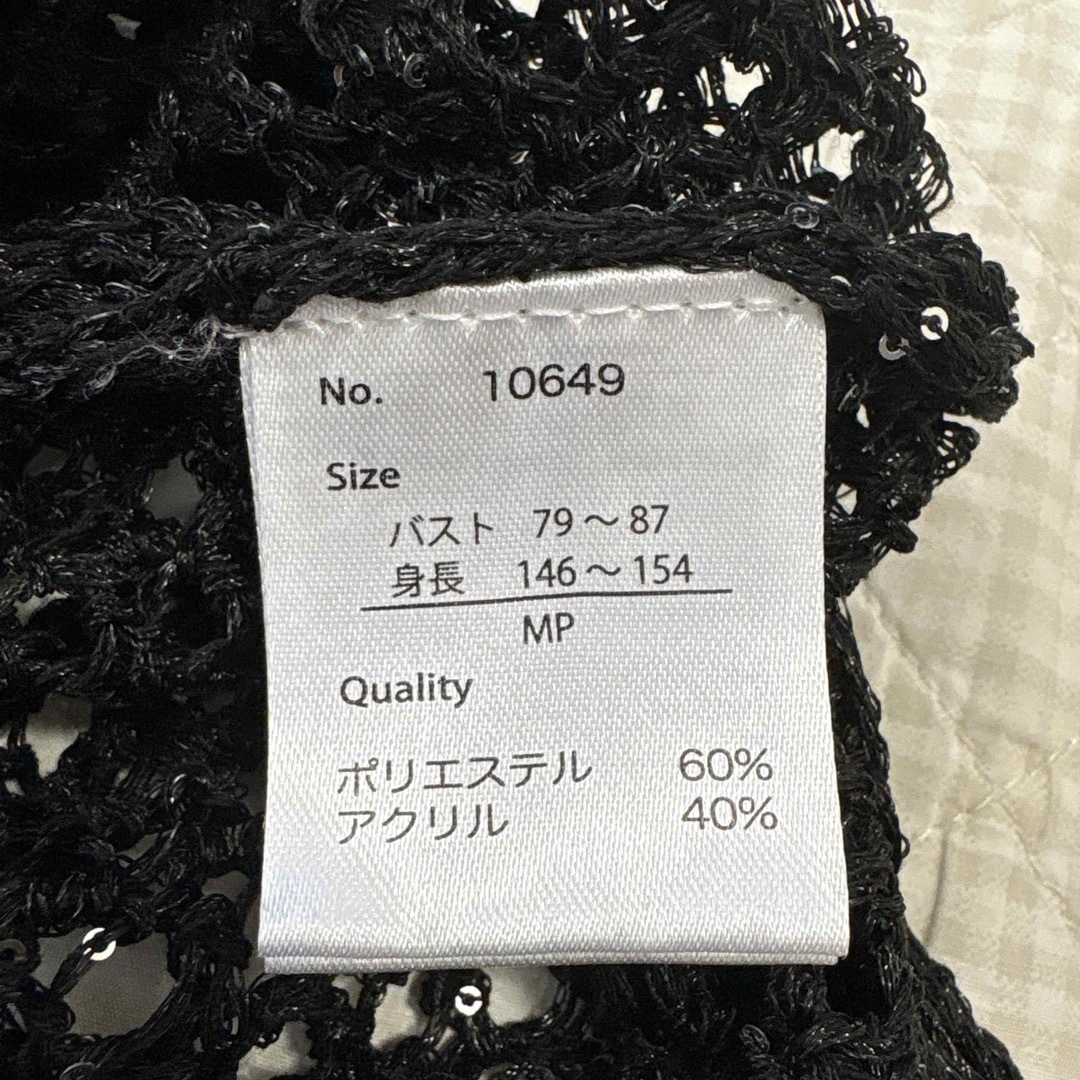 No. 10649
Size
バスト 79～87
身長 146～154
MP
Quality
ポリエステル 60%
アクリル 40%